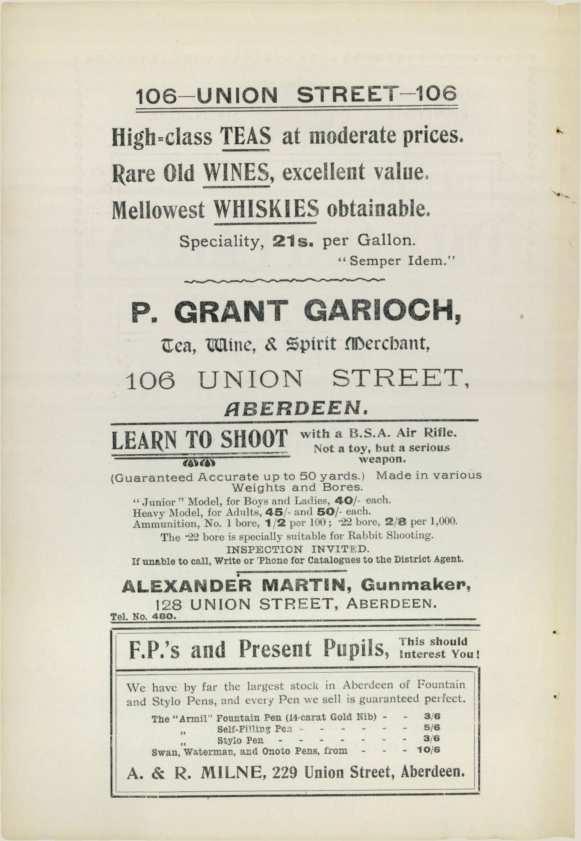 106—UNION STREET—106
High-class TEAS at moderate prices.
Rare Old WINES, excellent value.
Mellowest WHISKIES obtainable.
Speciality, 21s. per Gallon.
"Semper Idem."
P. GRANT GARIOCH,
Tea, Wine, & Spirit Merchant,
106 UNION STREET,
ABERDEEN.
LEARN TO SHOOT with a B.S.A. Air Rifle.
Not a toy, but a serious
weapon.
(Guaranteed Accurate up to 50 yards.) Made in various
Weights and Bores.
"Junior" Model, for Boys and Ladies, 40/- each.
Heavy Model, for Adults, 45/- and 50/- each.
Ammunition, No. 1 bore, 1/2 per 100; ·22 bore, 2/8 per 1,000.
The ·22 bore is specially suitable for Rabbit Shooting.
INSPECTION INVITED.
If unable to call, Write or 'Phone for Catalogues to the District Agent.
ALEXANDER MARTIN, Gunmaker,
128 UNION STREET, ABERDEEN.
Tel. No. 480.
F.P.'s and Present Pupils, This should
Interest You!
We have by far the largest stock in Aberdeen of Fountain
and Stylo Pens, and every Pen we sell is guaranteed perfect.
The "Armil" Fountain Pen (14-carat Gold Nib) - - 3/6
„ Self-Filling Pen - - - - - - 5/6
„ Stylo Pen - - - - - - - 3/6
Swan, Waterman, and Onoto Pens, from - - - 10/6
A. & R. MILNE, 229 Union Street, Aberdeen.